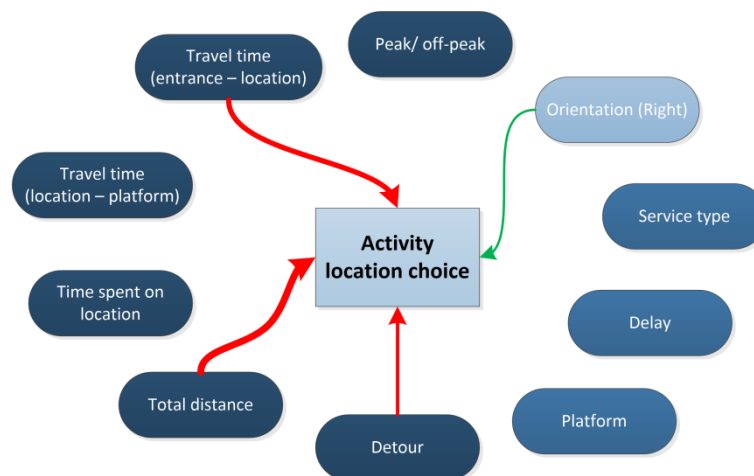 Peak/ off-peak
Travel time
(entrance – location)
Orientation (Right)
Travel time
(location – platform)
Service type
Activity
location choice
Time spent on
location
Delay
Total distance
Platform
Detour